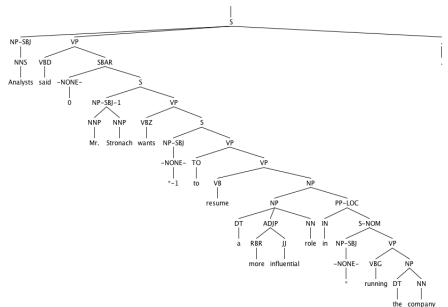 S
NP-SBJ VP .
NNS VBD SBAR .
Analysts said -NONE- S
0 NP-SBJ-1 VP
NNP NNP VBZ S
Mr. Stronach wants NP-SBJ VP
-NONE- TO VP
*-1 to VB NP
resume NP PP-LOC
DT ADJP NN IN S-NOM
a RBR JJ role in NP-SBJ VP
more influential -NONE- VBG NP
* running DT NN
the company